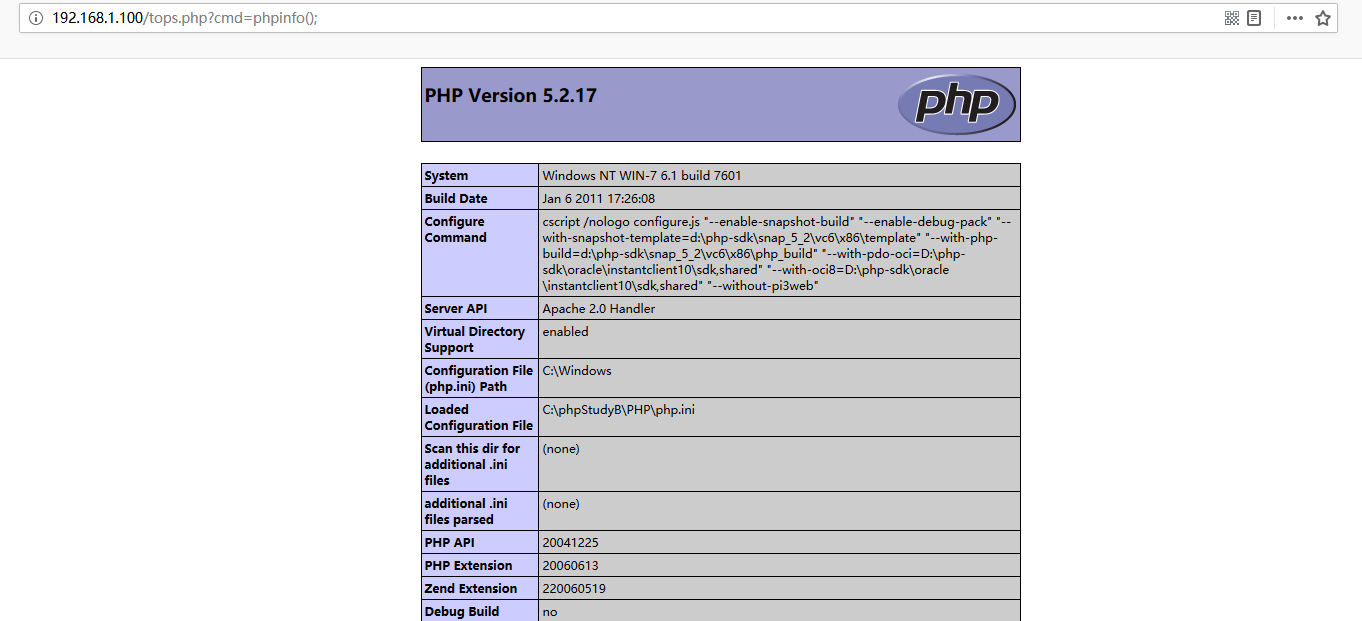 192.168.1.100/tops.php?cmd=phpinfo();
PHP Version 5.2.17
php
System
Windows NT WIN-7 6.1 build 7601
Build Date
Jan 6 2011 17:26:08
Configure
Command
cscript /nologo configure.js "--enable-snapshot-build" "--enable-debug-pack" "--
with-snapshot-template=d:\php-sdk\snap_5_2\vc6\x86\template" "--with-php-
build=d:\php-sdk\snap_5_2\vc6\x86\php_build" "--with-pdo-oci=D:\php-
sdk\oracle\instantclient10\sdk,shared" "--with-oci8=D:\php-sdk\oracle
\instantclient10\sdk,shared" "--without-pi3web"
Server API
Apache 2.0 Handler
Virtual Directory
Support
enabled
Configuration File
(php.ini) Path
C:\Windows
Loaded
Configuration File
C:\phpStudyB\PHP\php.ini
Scan this dir for
additional .ini
files
(none)
additional .ini
files parsed
(none)
PHP API
20041225
PHP Extension
20060613
Zend Extension
220060519
Debug Build
no